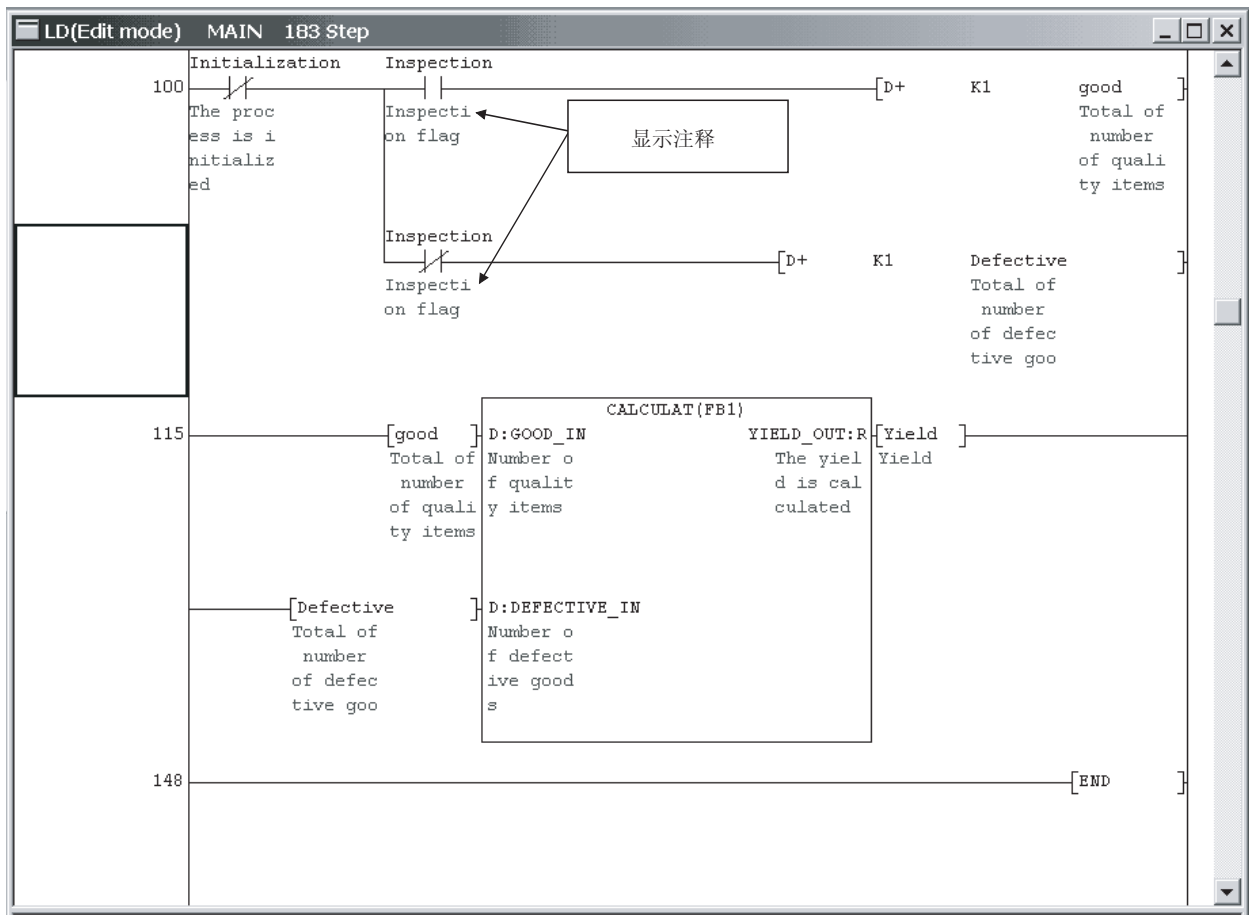 LD(Edit mode) MAIN 183 Step
Initialization Inspection
100 D+ K1 good
The proc
ess is i
nitializ
ed
Inspecti
on flag
显示注释
Total of
number
of quali
ty items
Inspection
D+ K1 Defective
Inspecti
on flag
Total of
number
of defec
tive goo
CALCULAT(FB1)
115 [good ] D:GOOD_IN YIELD_OUT:R [Yield ]
Total of
number
of quali
ty items
Number o
f qualit
y items
The yiel
d is cal
culated
Yield
[Defective ] D:DEFECTIVE_IN
Total of
number
of defec
tive goo
Number o
f defect
ive good
s
148 [END ]